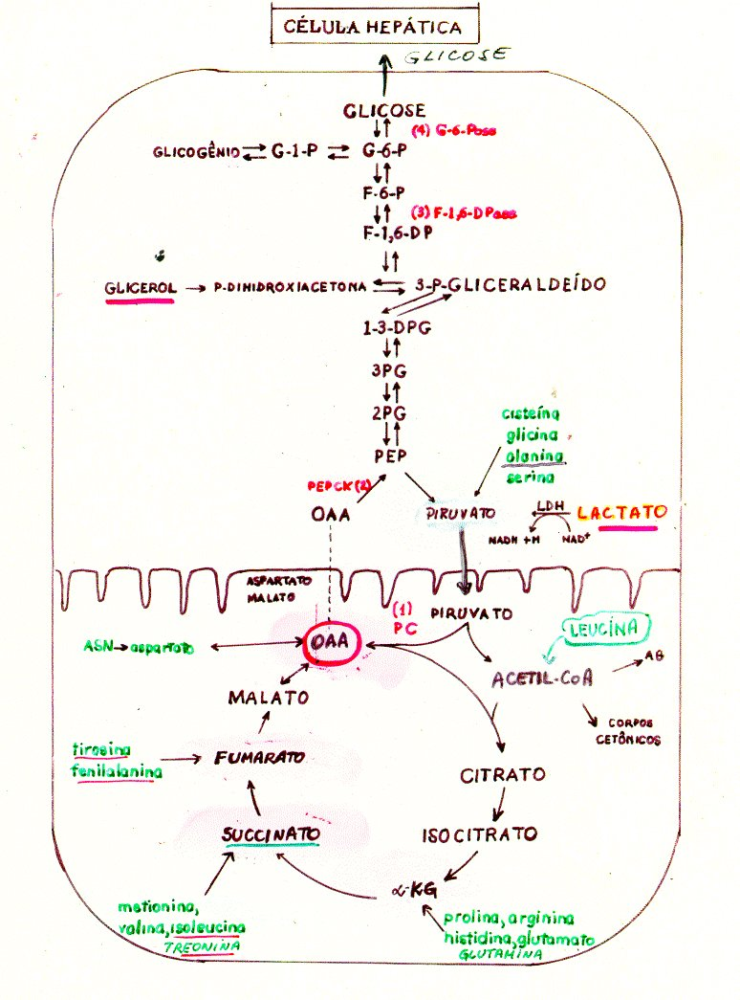 CÉLULA HEPÁTICA
GLICOSE
GLICOSE
(4) G-6-Pase
GLICOGÊNIO G-1-P G-6-P
F-6-P
(3) F-1,6-DPase
F-1,6-DP
GLICEROL P-DIHIDROXIACETONA 3-P-GLICERALDEÍDO
1-3-DPG
3PG
2PG
PEP
cisteína
glicina
alanina
serina
PEPCK(2)
OAA
PIRUVATO
LDH
LACTATO
NADH +H NAD+
ASPARTATO
MALATO
(1)
PC
PIRUVATO
LEUCÍNA
ASN→aspartato
OAA
ACETIL-CoA
AG
MALATO
CORPOS
CETÔNICOS
tirosina
fenilalanina
FUMARATO
CITRATO
SUCCINATO
ISOCITRATO
α-KG
metionina,
valina, isoleucina
TREONINA
prolina, arginina
histidina, glutamato
GLUTAMINA